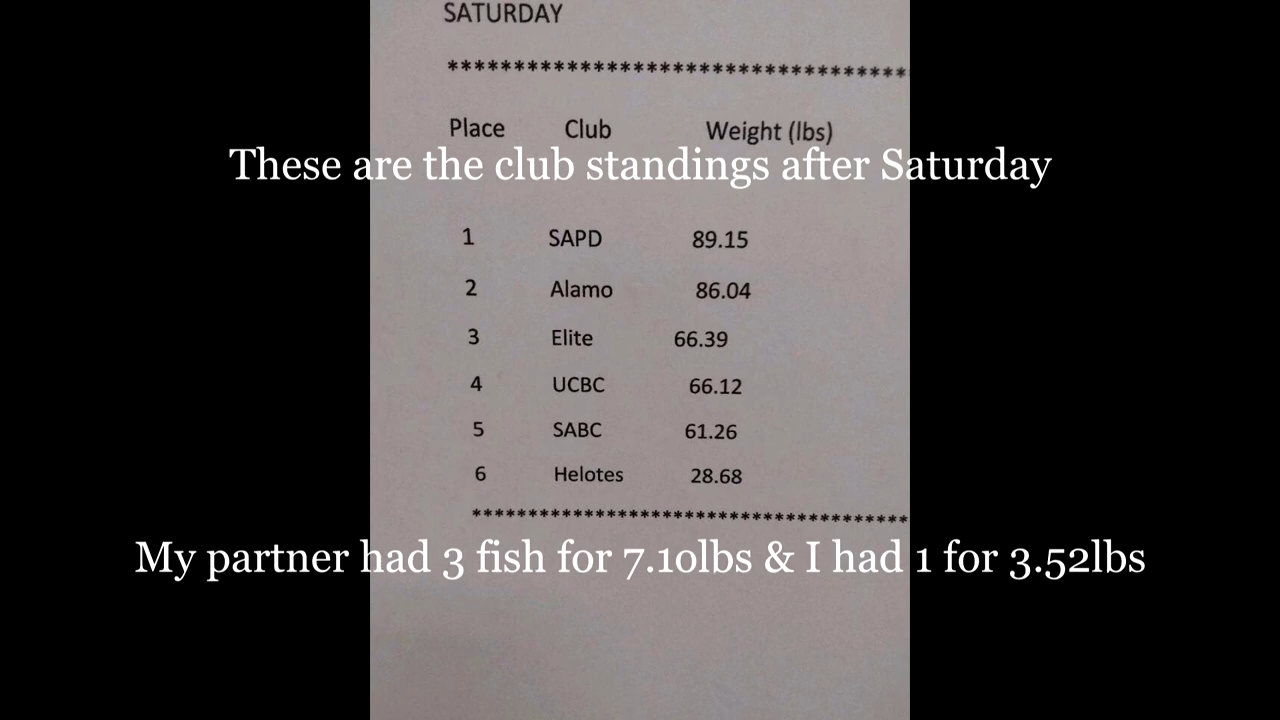 SATURDAY
***********************************
Place Club Weight (lbs)
These are the club standings after Saturday
1 SAPD 89.15
2 Alamo 86.04
3 Elite 66.39
4 UCBC 66.12
5 SABC 61.26
6 Helotes 28.68
***************************************
My partner had 3 fish for 7.10lbs & I had 1 for 3.52lbs